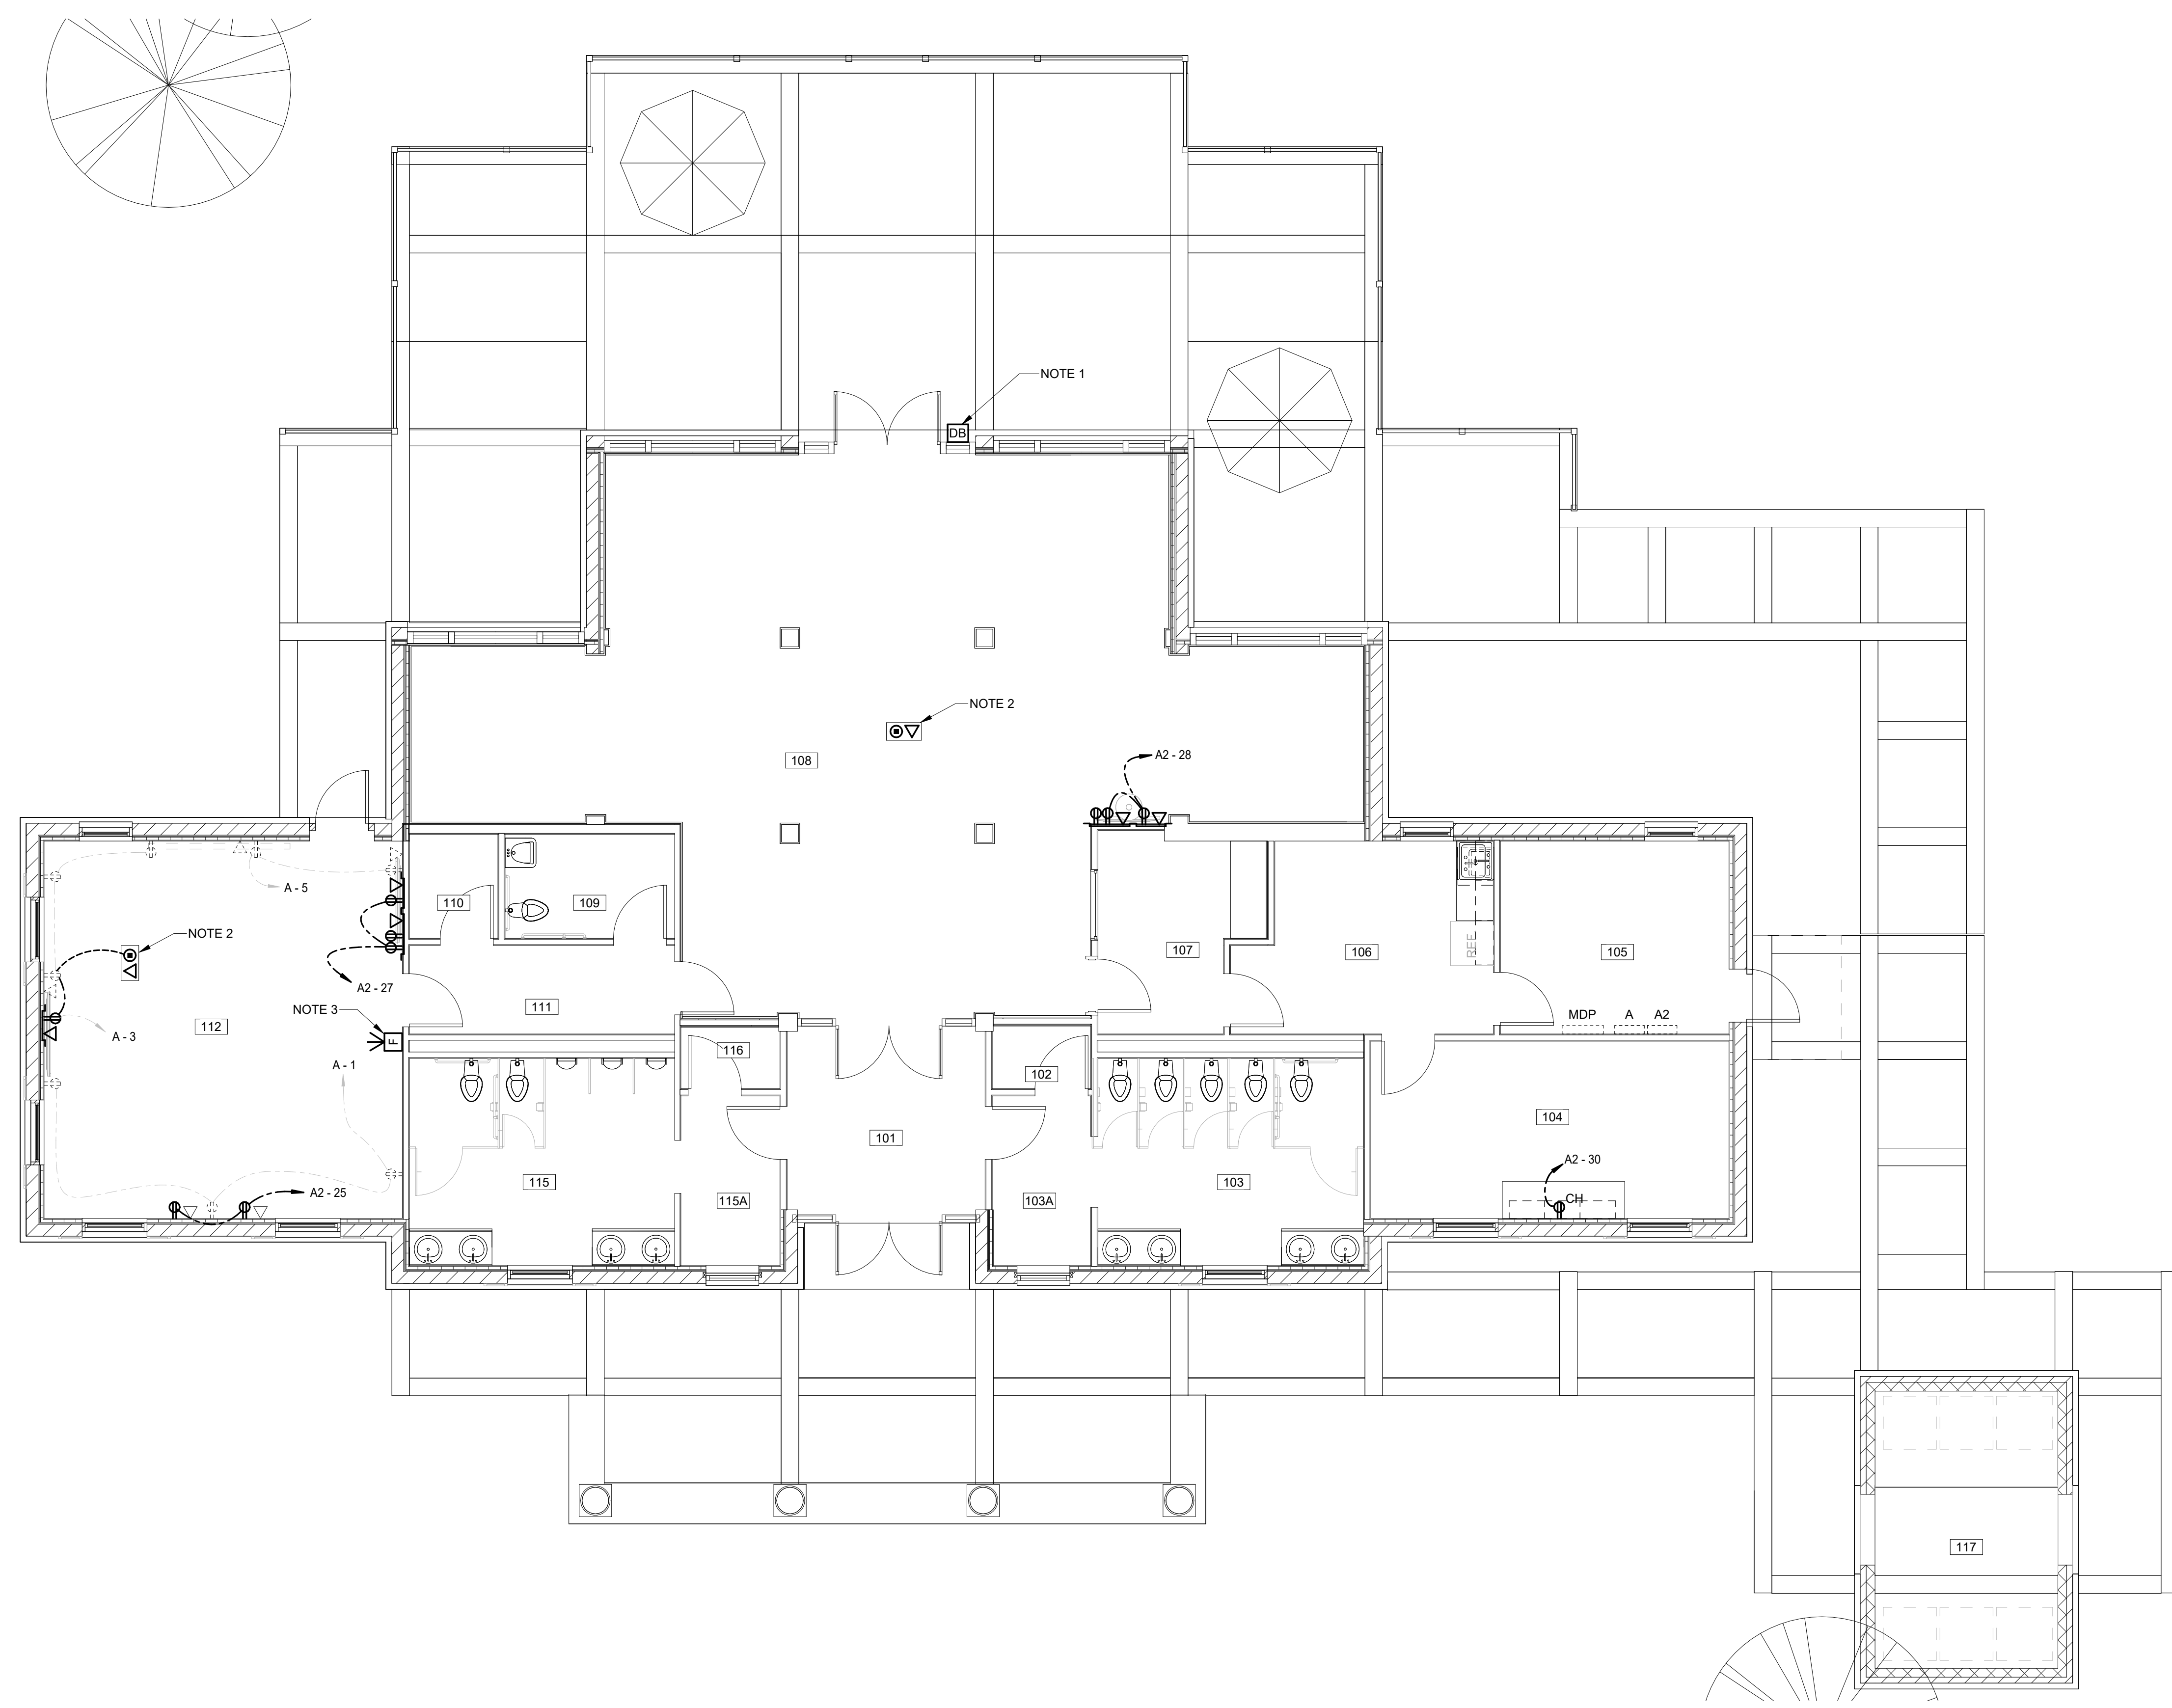 NOTE 1
DB
NOTE 2
108
A2 - 28
A - 5
110
109
NOTE 2
107
106
REF
105
A2 - 27
111
NOTE 3
F
112
A - 3
MDP
A
A2
A - 1
116
102
104
101
A2 - 30
115
115A
103A
103
CH
A2 - 25
117